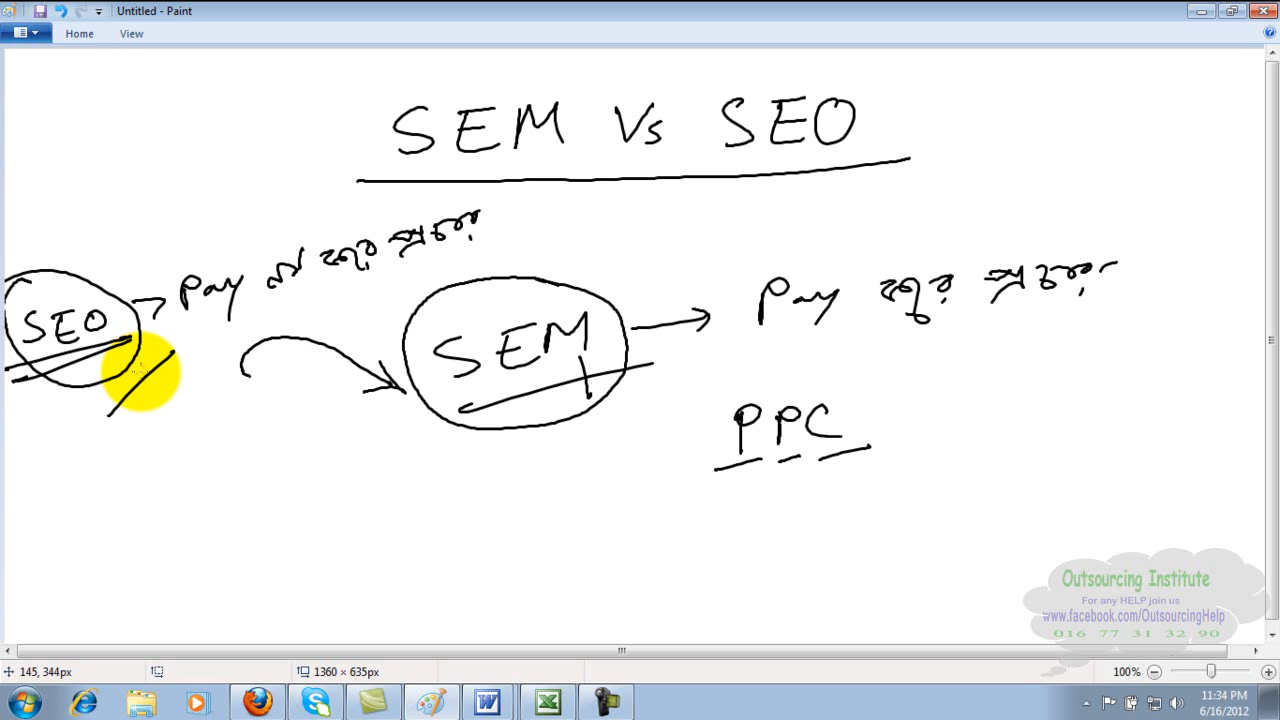 Untitled - Paint
Home View
SEM Vs SEO
SEO Pay না করে প্রচারনা
SEM Pay করে প্রচারনা
PPC
Outsourcing Institute
For any HELP join us
www.facebook.com/OutsourcingHelp
016 77 31 32 90
145, 344px 1360 × 635px 100%
11:34 PM
6/16/2012